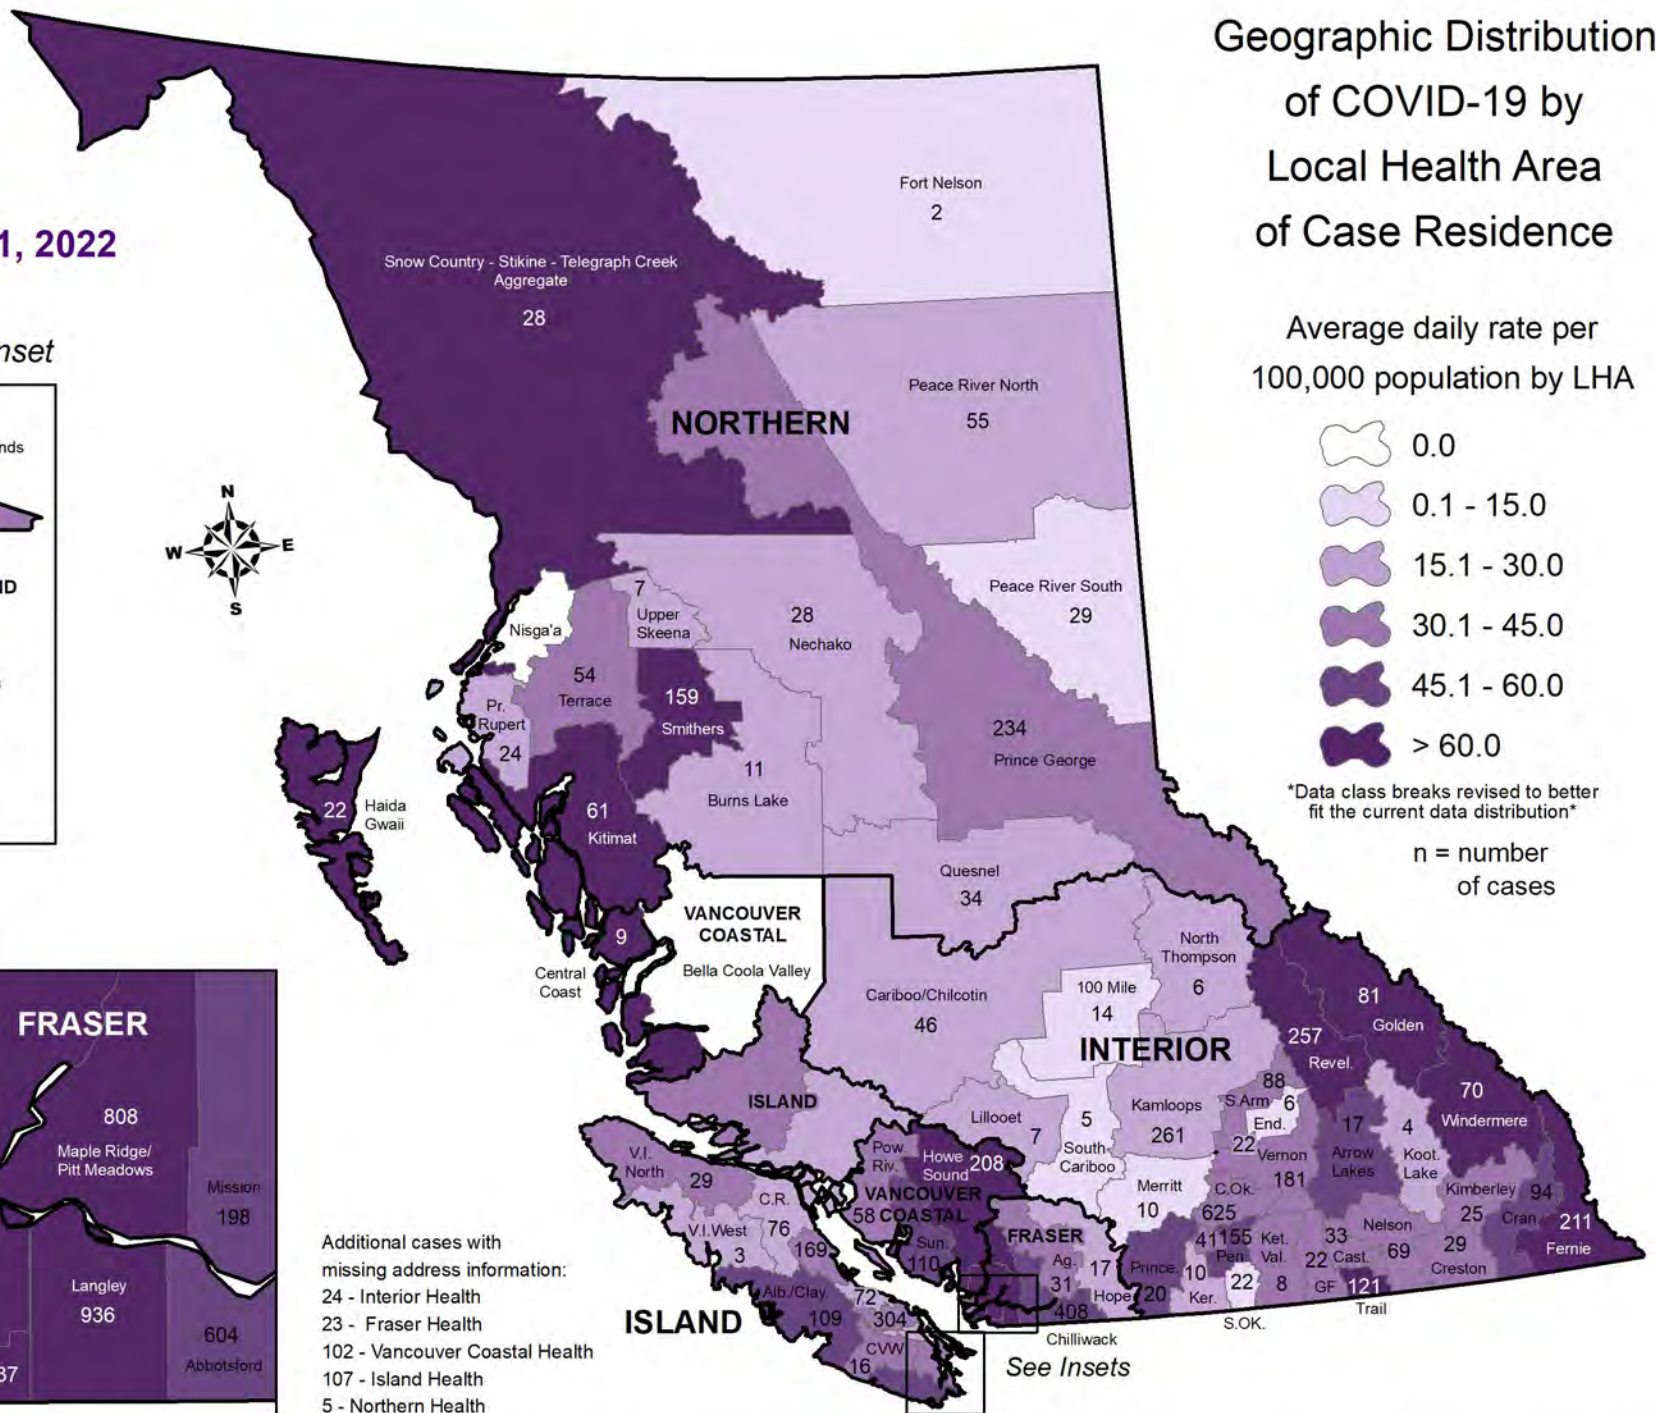 Geographic Distribution
of COVID-19 by
Local Health Area
of Case Residence
1, 2022
nset
nds
ID
Average daily rate per
100,000 population by LHA
0.0
0.1 - 15.0
15.1 - 30.0
30.1 - 45.0
45.1 - 60.0
> 60.0
*Data class breaks revised to better
fit the current data distribution*
n = number
of cases
N
W
E
S
Fort Nelson
2
Snow Country - Stikine - Telegraph Creek
Aggregate
28
Peace River North
55
NORTHERN
Peace River South
29
7
Upper
Skeena
28
Nechako
Nisga'a
54
Terrace
159
Smithers
Pr.
Rupert
24
234
Prince George
11
Burns Lake
22
Haida
Gwaii
61
Kitimat
Quesnel
34
VANCOUVER
COASTAL
Bella Coola Valley
9
Central
Coast
North
Thompson
6
Cariboo/Chilcotin
46
100 Mile
14
INTERIOR
81
Golden
257
Revel.
70
Windermere
88
S.Arm
6
End.
Kamloops
261
Lillooet
7
5
South
Cariboo
22
Vernon
181
17
Arrow
Lakes
4
Koot.
Lake
ISLAND
Pow.
Riv.
Howe
Sound
208
VANCOUVER
COASTAL
58
Sun.
110
Merritt
10
C.Ok.
625
Kimberley
25
94
Cran.
211
Fernie
V.I.
North
29
C.R.
76
V.I.West
3
169
FRASER
Ag.
31
17
Hope
408
Chilliwack
Prince.
20
41
155
Pen.
10
Ker.
22
S.OK.
Ket.
Val.
8
33
22
Cast.
GF
Nelson
69
29
Creston
121
Trail
Alb./Clay.
109
72
304
CVW
16
ISLAND
See Insets
FRASER
808
Maple Ridge/
Pitt Meadows
Mission
198
Langley
936
604
Abbotsford
37
Additional cases with
missing address information:
24 - Interior Health
23 - Fraser Health
102 - Vancouver Coastal Health
107 - Island Health
5 - Northern Health